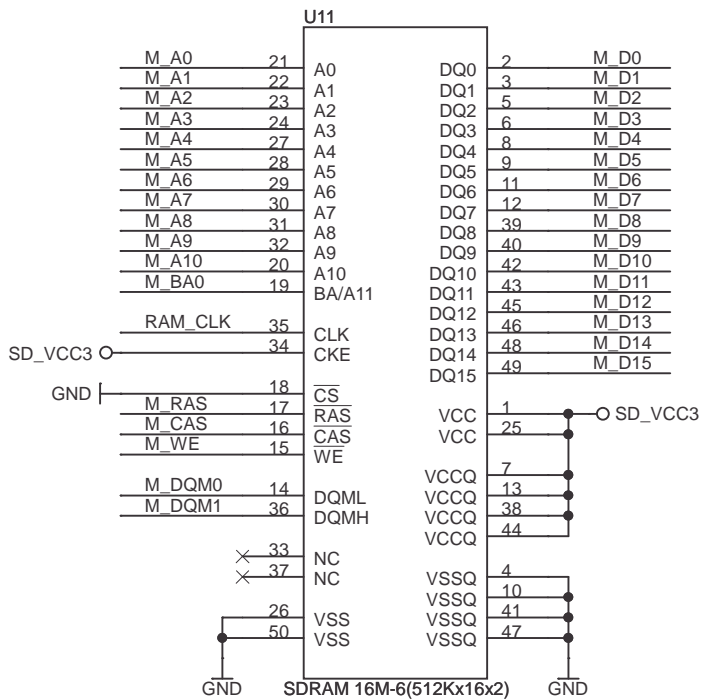 U11
M_A0 21 A0 DQ0 2 M_D0
M_A1 22 A1 DQ1 3 M_D1
M_A2 23 A2 DQ2 5 M_D2
M_A3 24 A3 DQ3 6 M_D3
M_A4 27 A4 DQ4 8 M_D4
M_A5 28 A5 DQ5 9 M_D5
M_A6 29 A6 DQ6 11 M_D6
M_A7 30 A7 DQ7 12 M_D7
M_A8 31 A8 DQ8 39 M_D8
M_A9 32 A9 DQ9 40 M_D9
M_A10 20 A10 DQ10 42 M_D10
M_BA0 19 BA/A11 DQ11 43 M_D11
DQ12 45 M_D12
RAM_CLK 35 CLK DQ13 46 M_D13
SD_VCC3 34 CKE DQ14 48 M_D14
DQ15 49 M_D15
GND 18 CS VCC 1 SD_VCC3
M_RAS 17 RAS VCC 25
M_CAS 16 CAS
M_WE 15 WE VCCQ 7
M_DQM0 14 DQML VCCQ 13
M_DQM1 36 DQMH VCCQ 38
VCCQ 44
33 NC
37 NC VSSQ 4
VSSQ 10
26 VSS VSSQ 41
50 VSS VSSQ 47
GND SDRAM 16M-6(512Kx16x2) GND